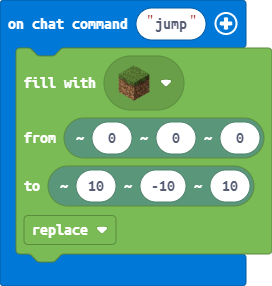 on chat command "jump"
fill with
from ~ 0 ~ 0 ~ 0
to ~ 10 ~ -10 ~ 10
replace